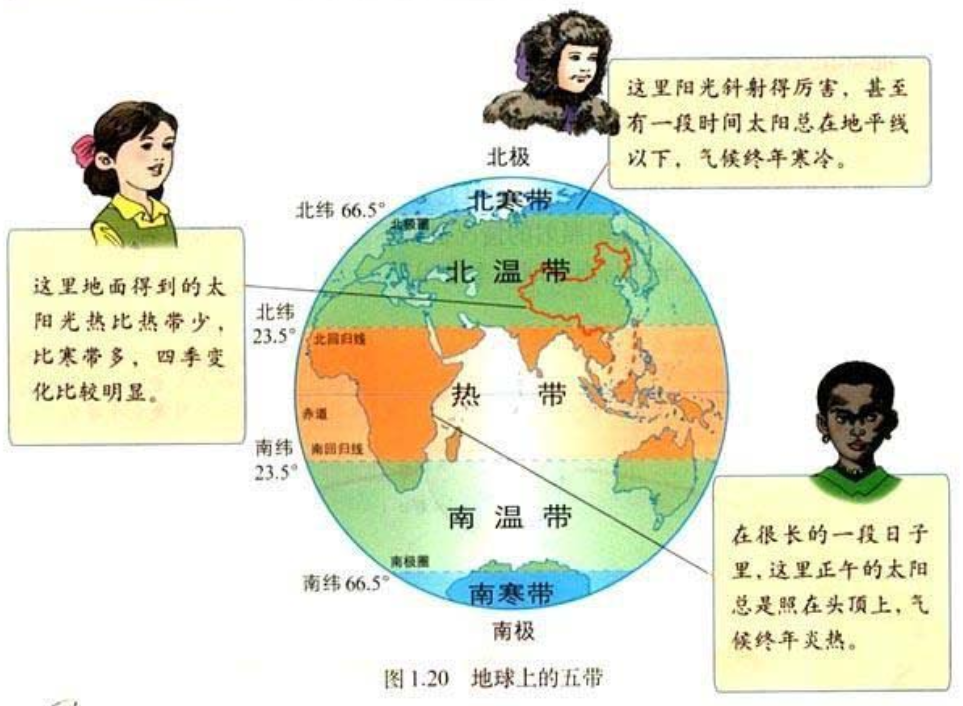 这里阳光斜射得厉害，甚至
有一段时间太阳总在地平线
以下，气候终年寒冷。
北极
北纬 66.5°
北寒带
北极圈
北温带
这里地面得到的太
阳光热比热带少，
比寒带多，四季变
化比较明显。
北纬
23.5°
北回归线
热带
赤道
南纬
23.5°
南回归线
南温带
在很长的一段日子
里，这里正午的太阳
总是照在头顶上，气
候终年炎热。
南极圈
南纬 66.5°
南寒带
南极
图1.20 地球上的五带